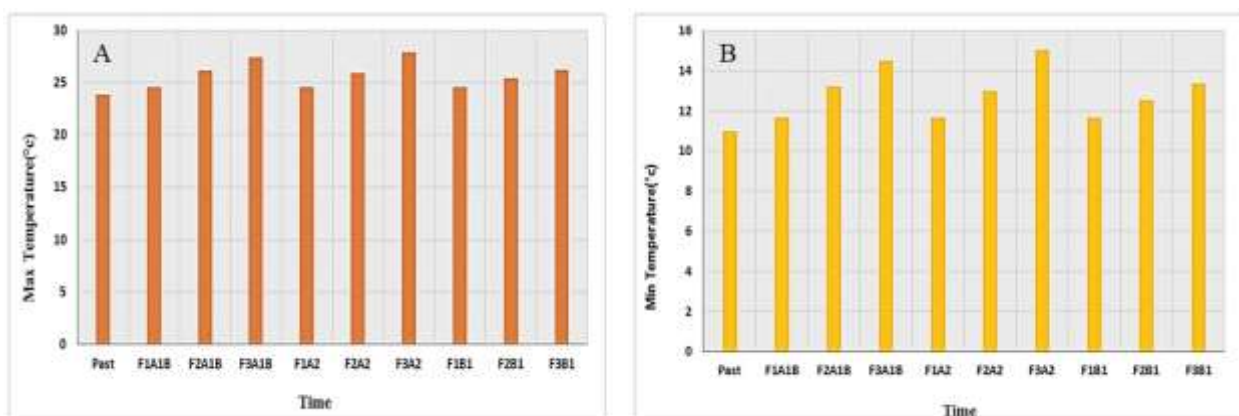 A
Max Temperature(°c)
30
25
20
15
10
5
0
Past F1A1B F2A1B F3A1B F1A2 F2A2 F3A2 F1B1 F2B1 F3B1
Time
B
Min Temperature(°c)
16
14
12
10
8
6
4
2
0
Past F1A1B F2A1B F3A1B F1A2 F2A2 F3A2 F1B1 F2B1 F3B1
Time